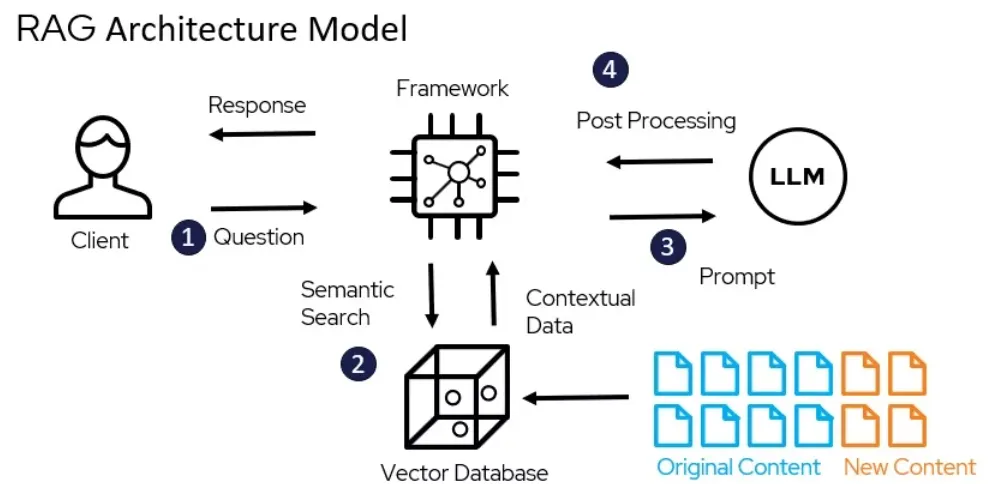 RAG Architecture Model
4
Framework
Response
Post Processing
LLM
Client
1 Question
3
Prompt
Semantic
Search
Contextual
Data
2
Vector Database
Original Content
New Content